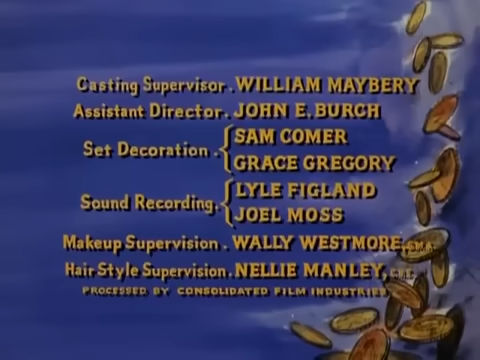 Casting Supervisor . WILLIAM MAYBERY
Assistant Director . JOHN E. BURCH
Set Decoration . { SAM COMER
GRACE GREGORY
Sound Recording . { LYLE FIGLAND
JOEL MOSS
Makeup Supervision . WALLY WESTMORE, S.M.A.
Hair Style Supervision . NELLIE MANLEY,
PROCESSED BY CONSOLIDATED FILM INDUSTRIES